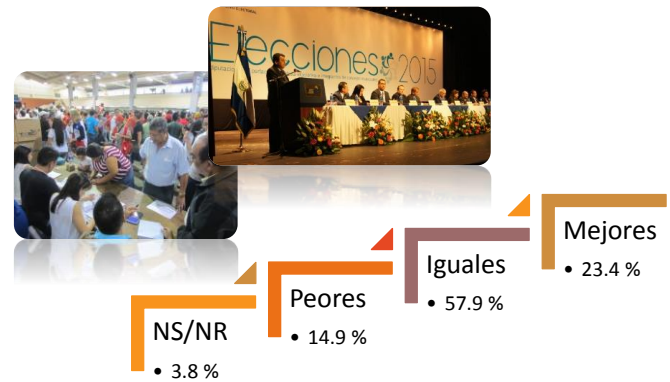 Elecciones 2015
Mejores
• 23.4 %
Iguales
• 57.9 %
Peores
• 14.9 %
NS/NR
• 3.8 %